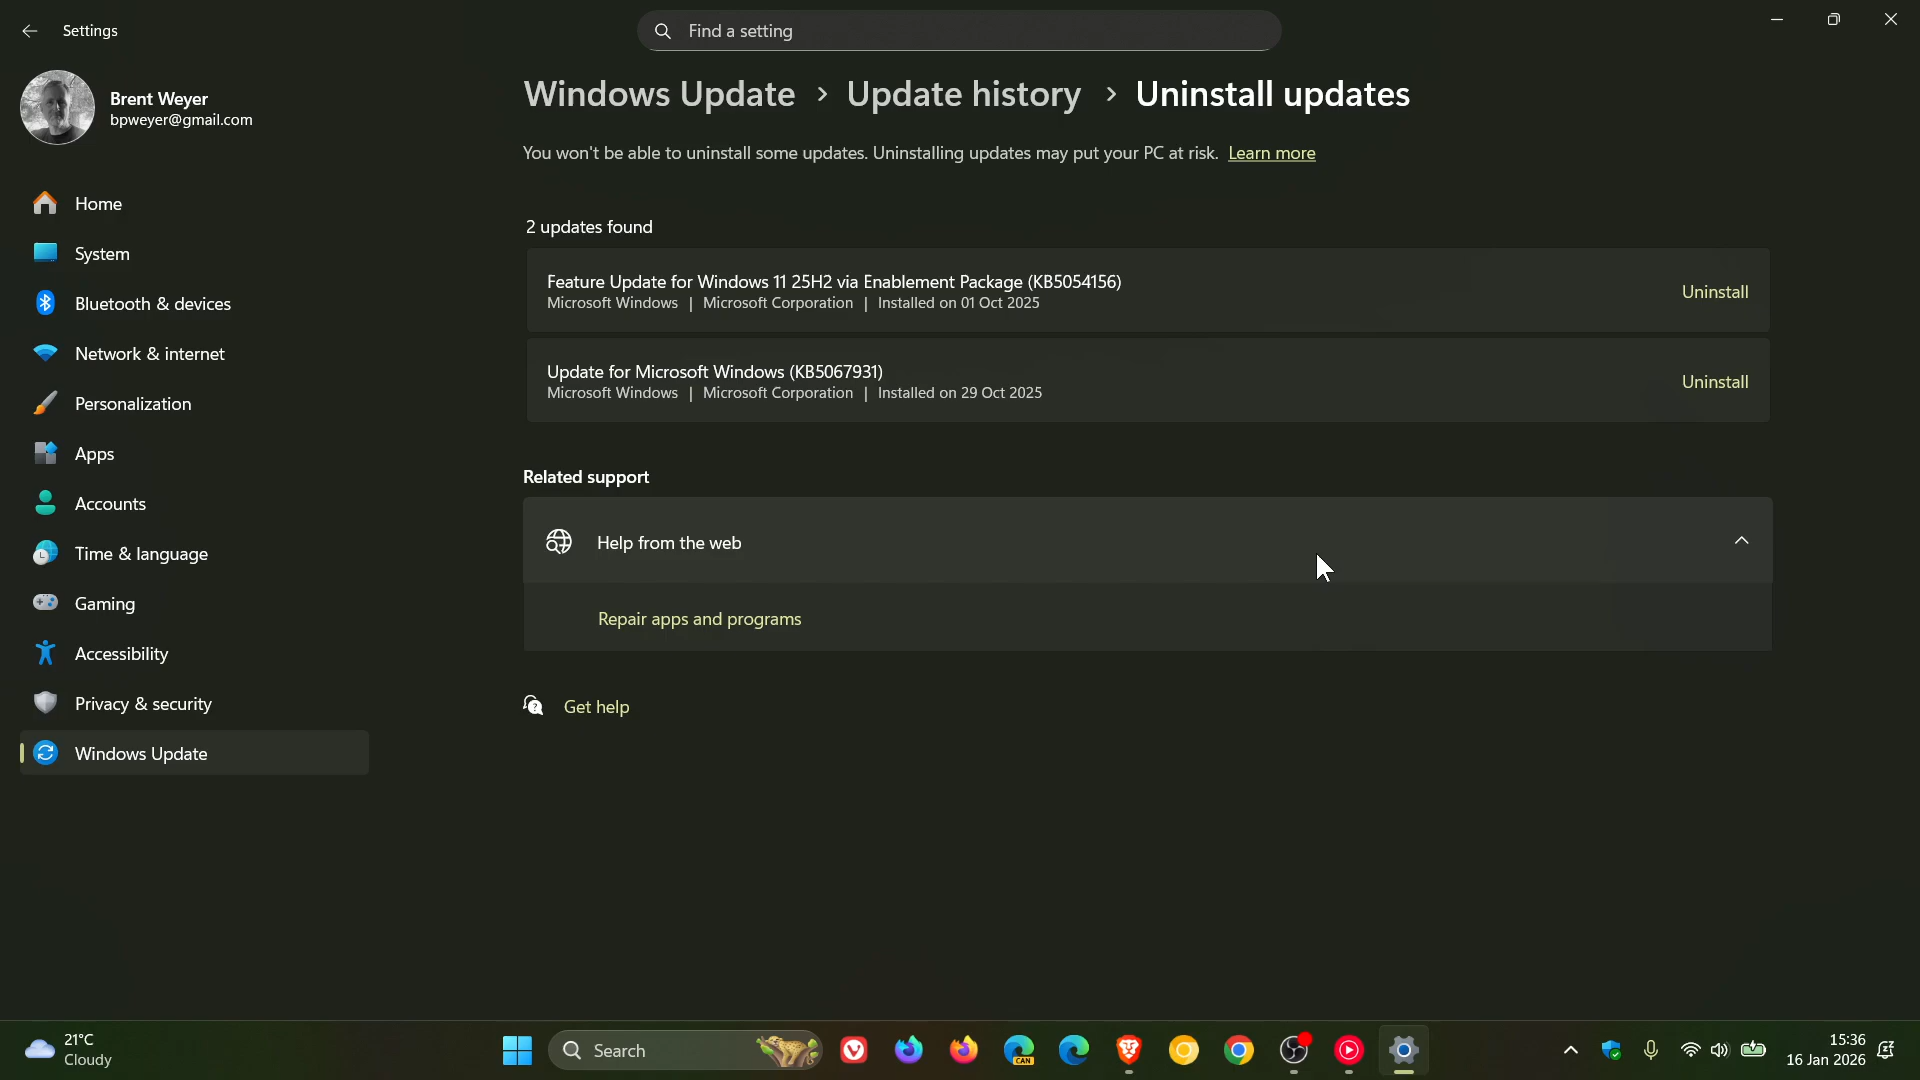 Settings
Find a setting
Brent Weyer
bpweyer@gmail.com
Home
System
Bluetooth & devices
Network & internet
Personalization
Apps
Accounts
Time & language
Gaming
Accessibility
Privacy & security
Windows Update
Windows Update > Update history > Uninstall updates
You won't be able to uninstall some updates. Uninstalling updates may put your PC at risk. Learn more
2 updates found
Feature Update for Windows 11 25H2 via Enablement Package (KB5054156)
Microsoft Windows | Microsoft Corporation | Installed on 01 Oct 2025
Uninstall
Update for Microsoft Windows (KB5067931)
Microsoft Windows | Microsoft Corporation | Installed on 29 Oct 2025
Uninstall
Related support
Help from the web
Repair apps and programs
Get help
21°C
Cloudy
Search
CAN
15:36
16 Jan 2026